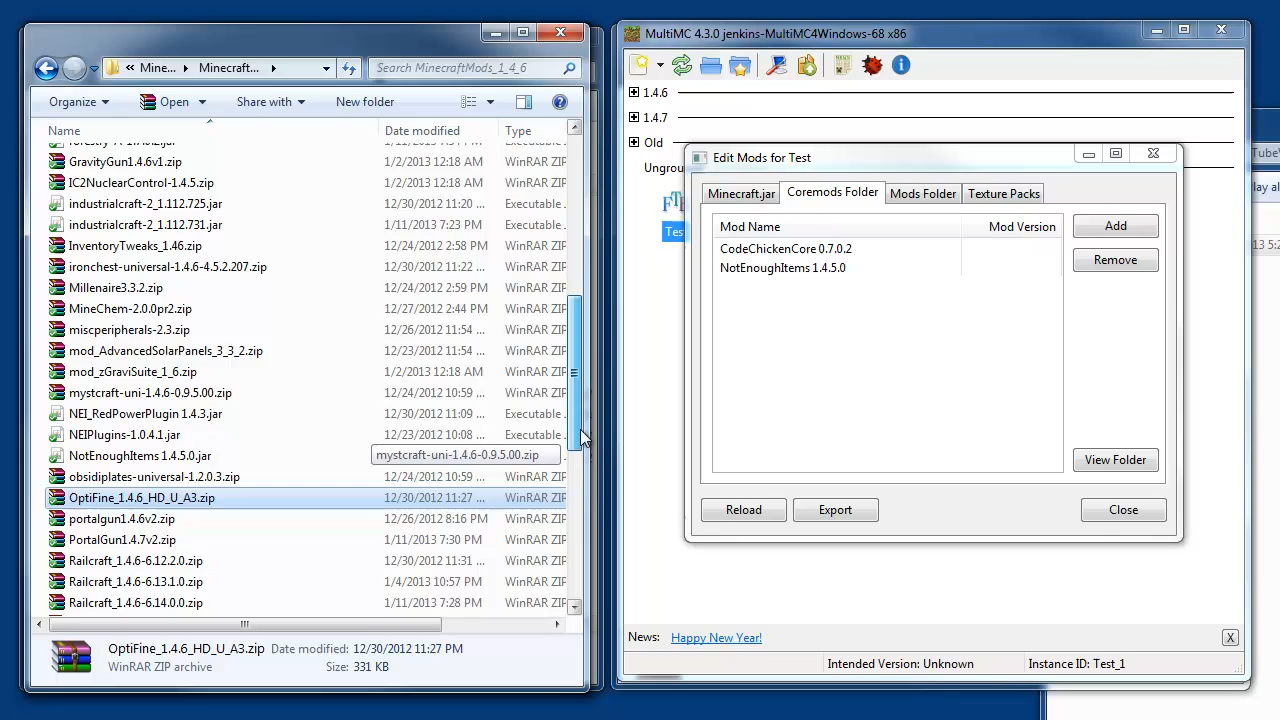 « Mine... ▸ Minecraft... ▸
Search MinecraftMods_1_4_6
Organize Open Share with New folder
Name Date modified Type
GravityGun1.4.6v1.zip 1/2/2013 12:18 AM WinRAR ZIP
IC2NuclearControl-1.4.5.zip 1/2/2013 12:18 AM WinRAR ZIP
industrialcraft-2_1.112.725.jar 12/30/2012 11:20 ... Executable .
industrialcraft-2_1.112.731.jar 1/11/2013 7:23 PM Executable .
InventoryTweaks_1.46.zip 12/24/2012 2:58 PM WinRAR ZIP
ironchest-universal-1.4.6-4.5.2.207.zip 12/30/2012 11:22 ... WinRAR ZIP
Millenaire3.3.2.zip 12/24/2012 2:59 PM WinRAR ZIP
MineChem-2.0.0pr2.zip 12/27/2012 2:44 PM WinRAR ZIP
miscperipherals-2.3.zip 12/26/2012 11:54 ... WinRAR ZIP
mod_AdvancedSolarPanels_3_3_2.zip 12/23/2012 11:54 ... WinRAR ZIP
mod_zGraviSuite_1_6.zip 1/2/2013 12:18 AM WinRAR ZIP
mystcraft-uni-1.4.6-0.9.5.00.zip 12/24/2012 10:59 ... WinRAR ZIP
NEI_RedPowerPlugin 1.4.3.jar 12/30/2012 11:09 ... Executable .
NEIPlugins-1.0.4.1.jar 12/23/2012 10:08 ... Executable .
NotEnoughItems 1.4.5.0.jar mystcraft-uni-1.4.6-0.9.5.00.zip
obsidiplates-universal-1.2.0.3.zip 12/24/2012 10:59 ... WinRAR ZIP
OptiFine_1.4.6_HD_U_A3.zip 12/30/2012 11:27 ... WinRAR ZIP
portalgun1.4.6v2.zip 12/26/2012 8:16 PM WinRAR ZIP
PortalGun1.4.7v2.zip 1/11/2013 7:30 PM WinRAR ZIP
Railcraft_1.4.6-6.12.2.0.zip 12/30/2012 11:31 ... WinRAR ZIP
Railcraft_1.4.6-6.13.1.0.zip 1/4/2013 10:57 PM WinRAR ZIP
Railcraft_1.4.6-6.14.0.0.zip 1/11/2013 7:28 PM WinRAR ZIP
OptiFine_1.4.6_HD_U_A3.zip Date modified: 12/30/2012 11:27 PM
WinRAR ZIP archive Size: 331 KB
MultiMC 4.3.0 jenkins-MultiMC4Windows-68 x86
1.4.6
1.4.7
Old
Ungrou
Tes
Edit Mods for Test
Minecraft.jar Coremods Folder Mods Folder Texture Packs
Mod Name Mod Version
CodeChickenCore 0.7.0.2
NotEnoughItems 1.4.5.0
Add
Remove
View Folder
Reload Export Close
News: Happy New Year! X
Intended Version: Unknown Instance ID: Test_1